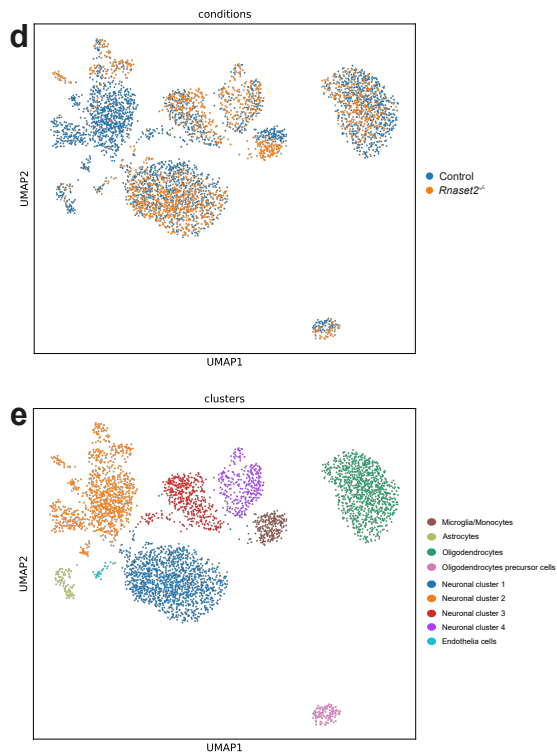 d
conditions
UMAP2
UMAP1
Control
Rnaset2-/-
e
clusters
UMAP2
UMAP1
Microglia/Monocytes
Astrocytes
Oligodendrocytes
Oligodendrocytes precursor cells
Neuronal cluster 1
Neuronal cluster 2
Neuronal cluster 3
Neuronal cluster 4
Endothelia cells